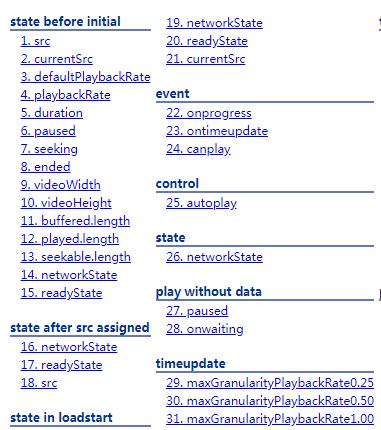 state before initial
1. src
2. currentSrc
3. defaultPlaybackRate
4. playbackRate
5. duration
6. paused
7. seeking
8. ended
9. videoWidth
10. videoHeight
11. buffered.length
12. played.length
13. seekable.length
14. networkState
15. readyState
state after src assigned
16. networkState
17. readyState
18. src
state in loadstart
19. networkState
20. readyState
21. currentSrc
event
22. onprogress
23. ontimeupdate
24. canplay
control
25. autoplay
state
26. networkState
play without data
27. paused
28. onwaiting
timeupdate
29. maxGranularityPlaybackRate0.25
30. maxGranularityPlaybackRate0.50
31. maxGranularityPlaybackRate1.00